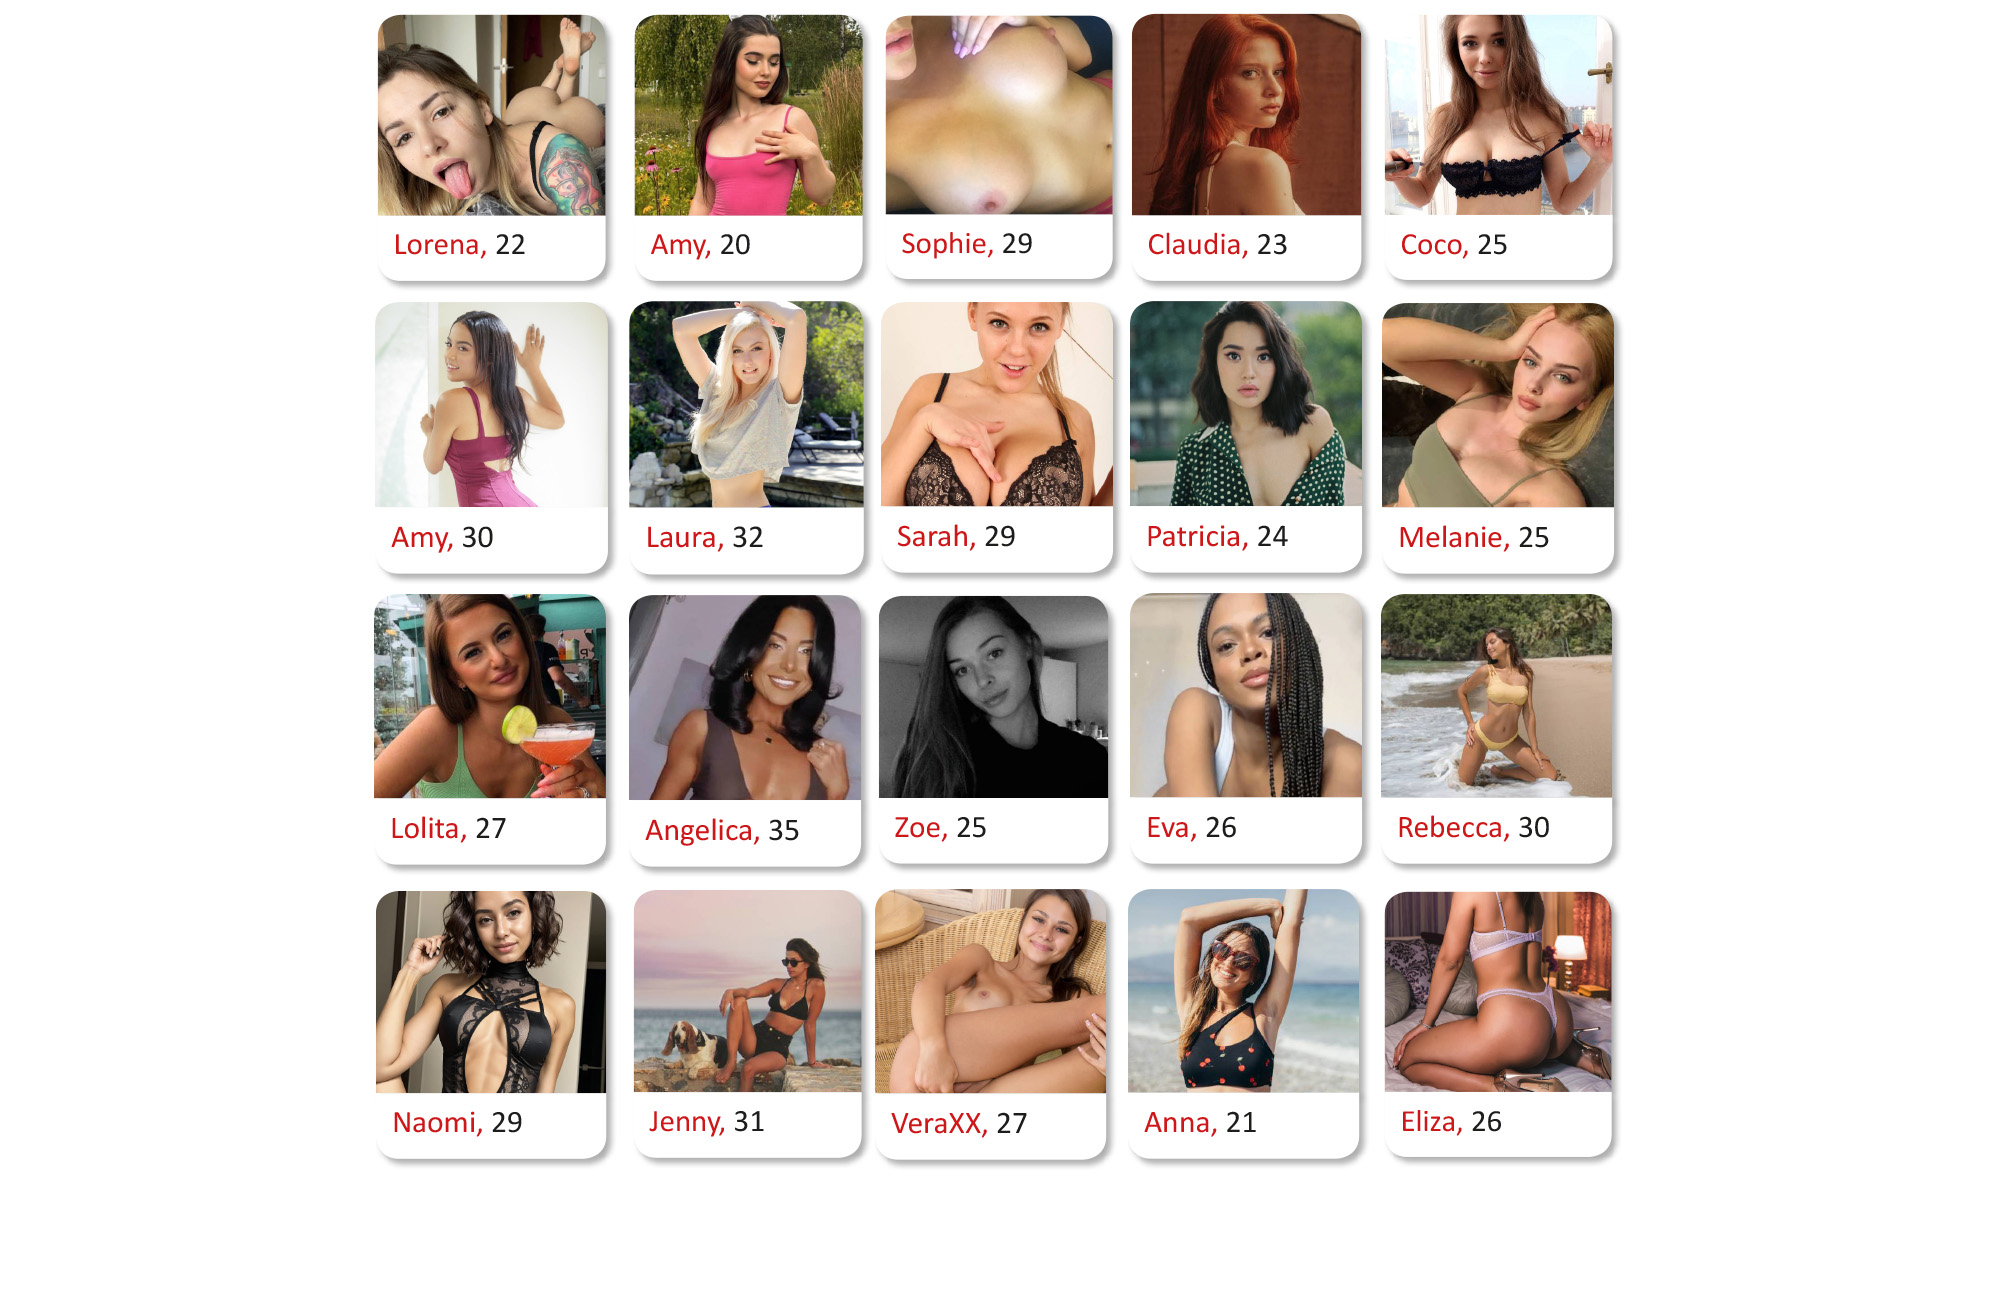 Lorena, 22
Amy, 20
Sophie, 29
Claudia, 23
Coco, 25
Amy, 30
Laura, 32
Sarah, 29
Patricia, 24
Melanie, 25
Lolita, 27
Angelica, 35
Zoe, 25
Eva, 26
Rebecca, 30
Naomi, 29
Jenny, 31
VeraXX, 27
Anna, 21
Eliza, 26